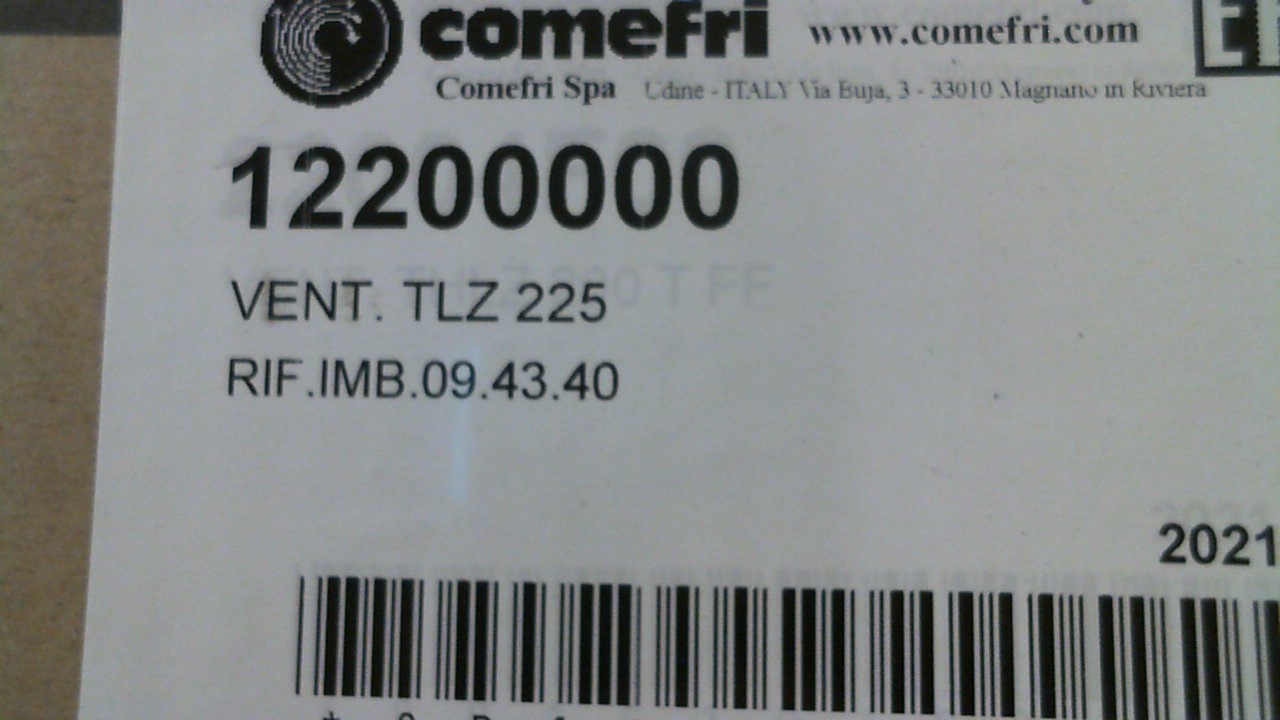 comefri www.comefri.com
Comefri Spa Udine - ITALY Via Buja, 3 - 33010 Magnano in Riviera
12200000
VENT. TLZ 225
RIF.IMB.09.43.40
2021